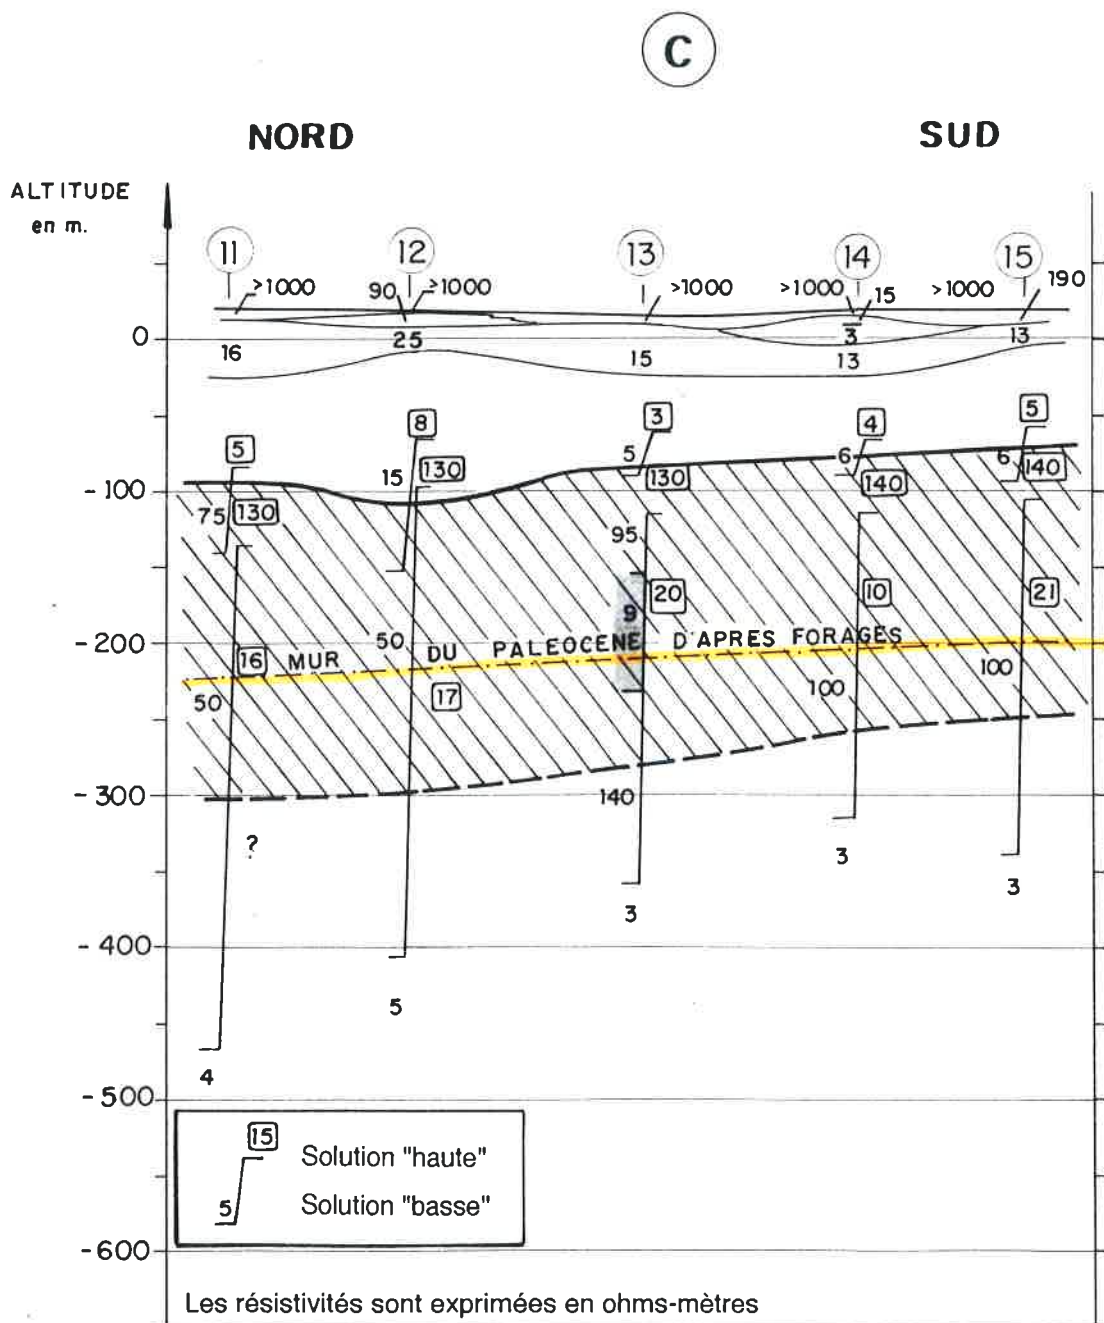 C
NORD SUD
ALTITUDE
en m.
11 12 13 14 15
>1000 90 >1000 >1000 >1000 15 >1000 190
0
16 25 15 3 13 13
5 8 3 4 5
15 5 6 6
130 130 140 140
-100
75 130
95
20 10 21
9
-200
50 MUR DU PALEOCENE D'APRES FORAGES
16 17 100 100
50
-300
140
?
3 3 3
-400
5
4
-500
15
Solution "haute"
5 Solution "basse"
-600
Les résistivités sont exprimées en ohms-mètres